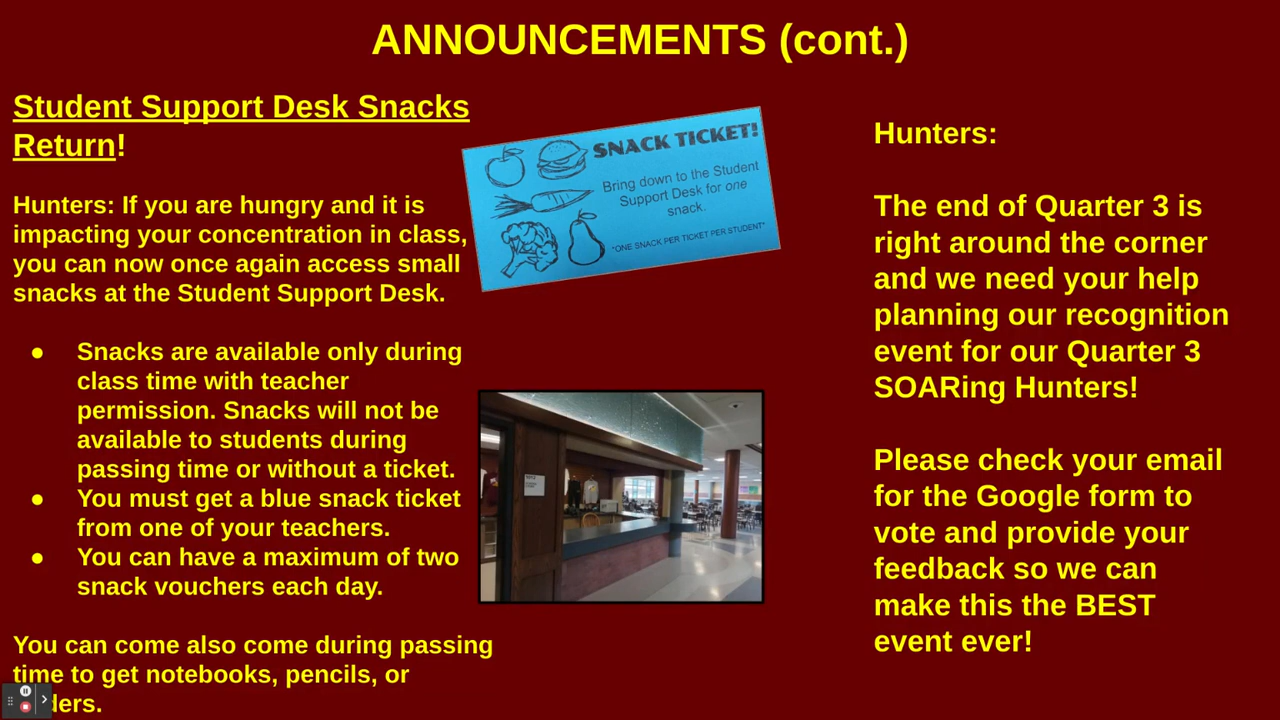 ANNOUNCEMENTS (cont.)
Student Support Desk Snacks
Return!
Hunters: If you are hungry and it is
impacting your concentration in class,
you can now once again access small
snacks at the Student Support Desk.
● Snacks are available only during
class time with teacher
permission. Snacks will not be
available to students during
passing time or without a ticket.
● You must get a blue snack ticket
from one of your teachers.
● You can have a maximum of two
snack vouchers each day.
You can come also come during passing
time to get notebooks, pencils, or
SNACK TICKET!
Bring down to the Student
Support Desk for one
snack.
*ONE SNACK PER TICKET PER STUDENT*
Hunters:
The end of Quarter 3 is
right around the corner
and we need your help
planning our recognition
event for our Quarter 3
SOARing Hunters!
Please check your email
for the Google form to
vote and provide your
feedback so we can
make this the BEST
event ever!